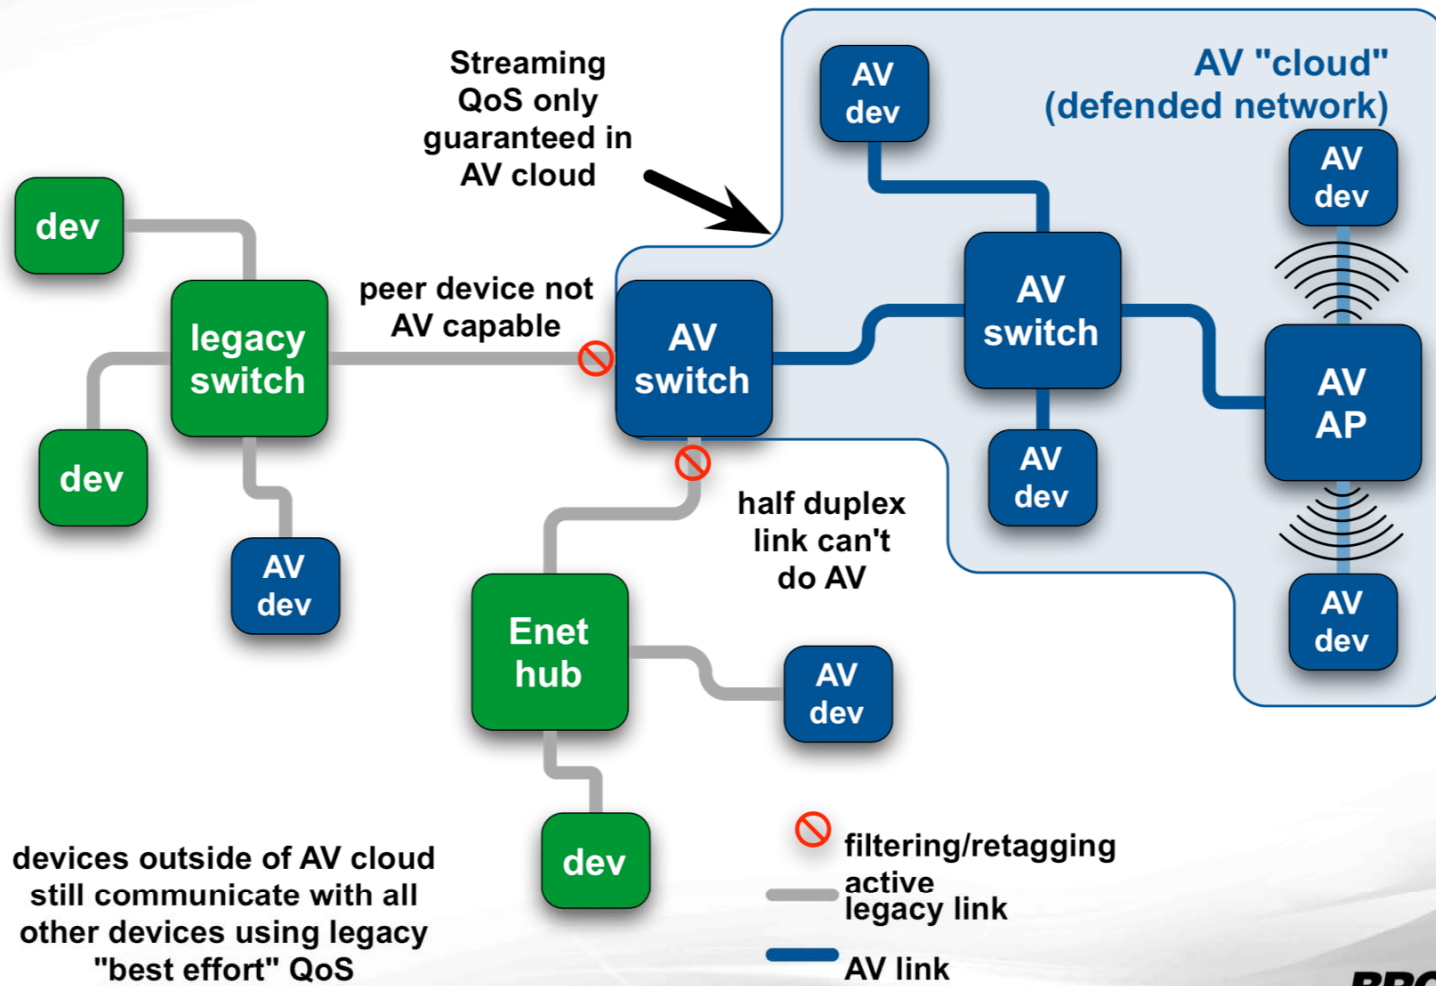 Streaming
QoS only
guaranteed in
AV cloud
AV "cloud"
(defended network)
AV
dev
AV
dev
dev
legacy
switch
peer device not
AV capable
AV
switch
AV
switch
AV
AP
dev
AV
dev
AV
dev
half duplex
link can't
do AV
Enet
hub
AV
dev
AV
dev
dev
devices outside of AV cloud
still communicate with all
other devices using legacy
"best effort" QoS
filtering/retagging
active
legacy link
AV link